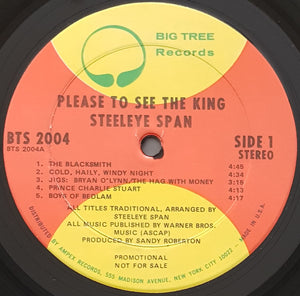 BIG TREE
Records
PLEASE TO SEE THE KING
STEELEYE SPAN
BTS 2004
BTS 2004A
SIDE 1
STEREO
1. THE BLACKSMITH 4:45
2. COLD, HAILY, WINDY NIGHT 4:34
3. JIGS: BRYAN O'LYNN/THE HAG WITH MONEY 3:15
4. PRINCE CHARLIE STUART 4:13
5. BOYS OF BEDLAM 4:17
ALL TITLES TRADITIONAL, ARRANGED BY
STEELEYE SPAN
ALL MUSIC PUBLISHED BY WARNER BROS.
MUSIC (ASCAP)
PRODUCED BY SANDY ROBERTON
PROMOTIONAL
NOT FOR SALE
DISTRIBUTED BY AMPEX RECORDS, 555 MADISON AVENUE, NEW YORK CITY 10022 - MADE IN U.S.A.